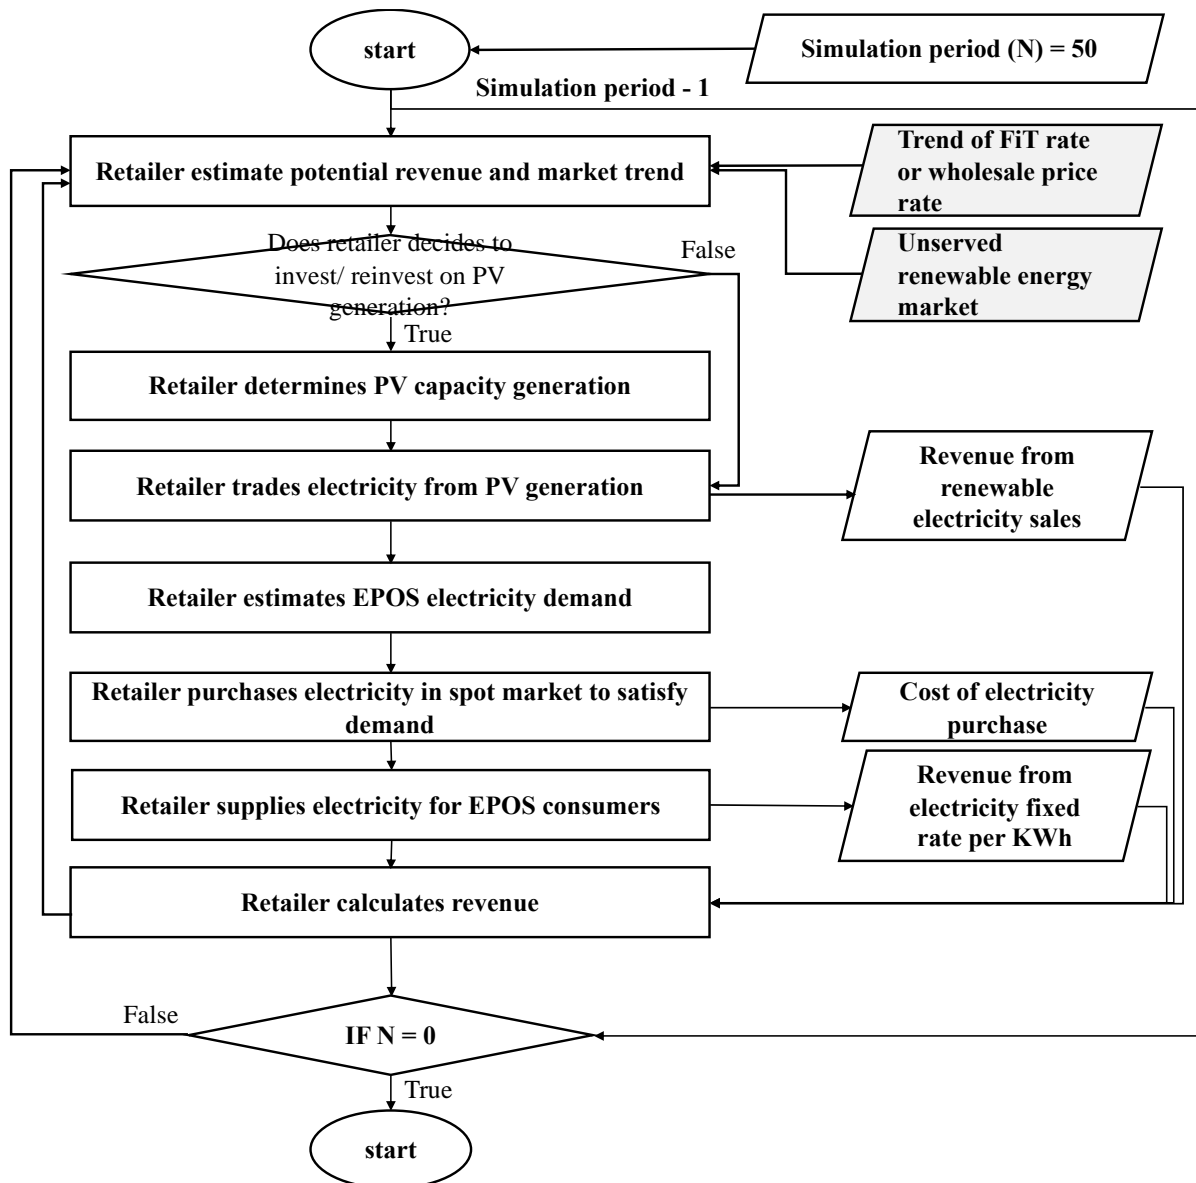 start
Simulation period (N) = 50
Simulation period - 1
Retailer estimate potential revenue and market trend
Trend of FiT rate
or wholesale price
rate
Does retailer decides to
invest/ reinvest on PV
generation?
False
Unserved
renewable energy
market
True
Retailer determines PV capacity generation
Retailer trades electricity from PV generation
Revenue from
renewable
electricity sales
Retailer estimates EPOS electricity demand
Retailer purchases electricity in spot market to satisfy
demand
Cost of electricity
purchase
Retailer supplies electricity for EPOS consumers
Revenue from
electricity fixed
rate per KWh
Retailer calculates revenue
False
IF N = 0
True
start